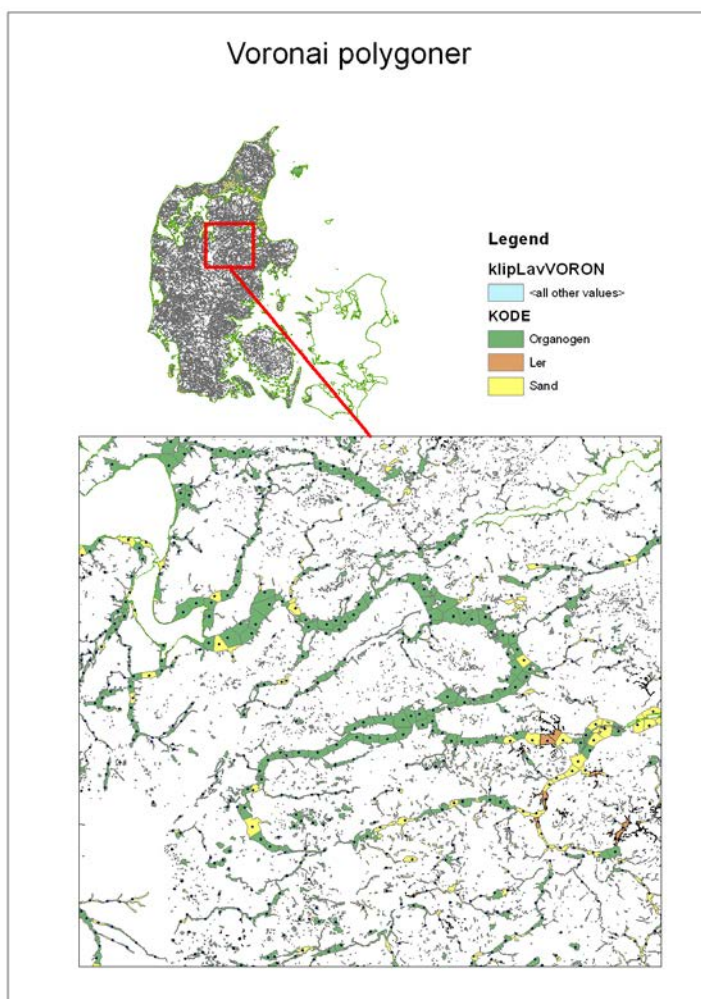 Voronai polygoner
Legend
klipLavVORON
<all other values>
KODE
Organogen
Ler
Sand